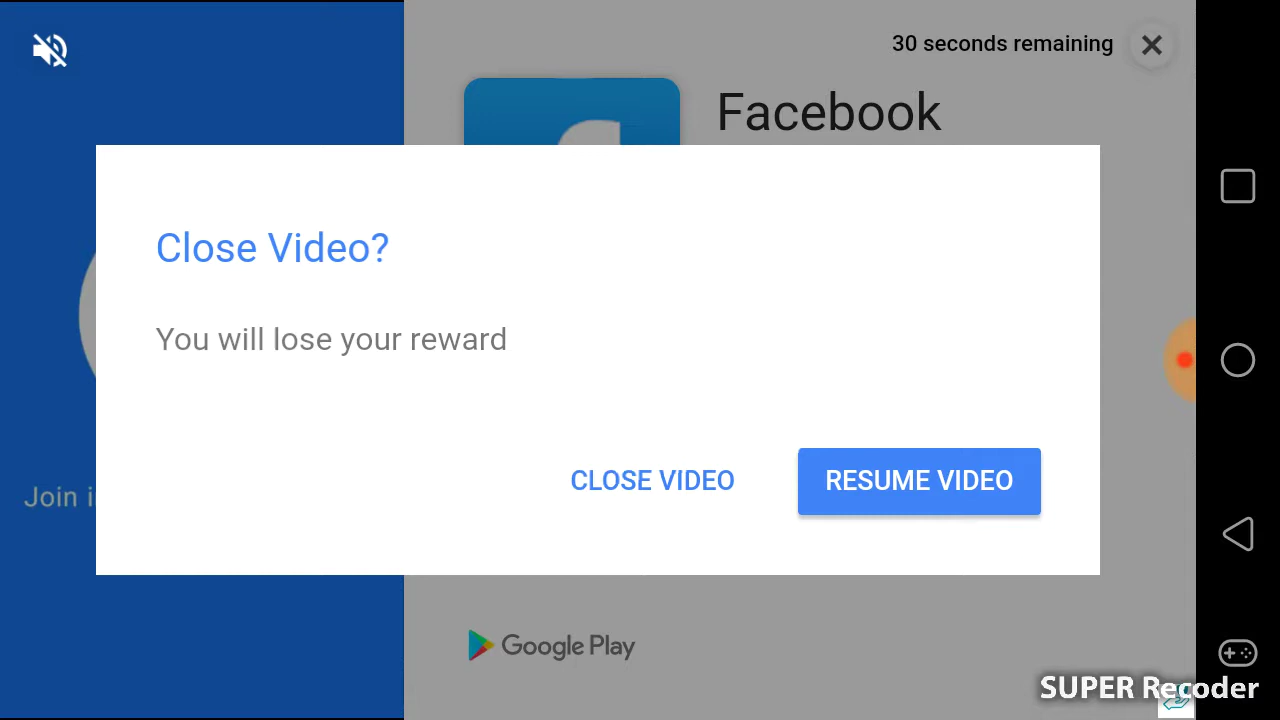 30 seconds remaining
Facebook
Close Video?
You will lose your reward
CLOSE VIDEO
RESUME VIDEO
Join i
Google Play
SUPER Recoder